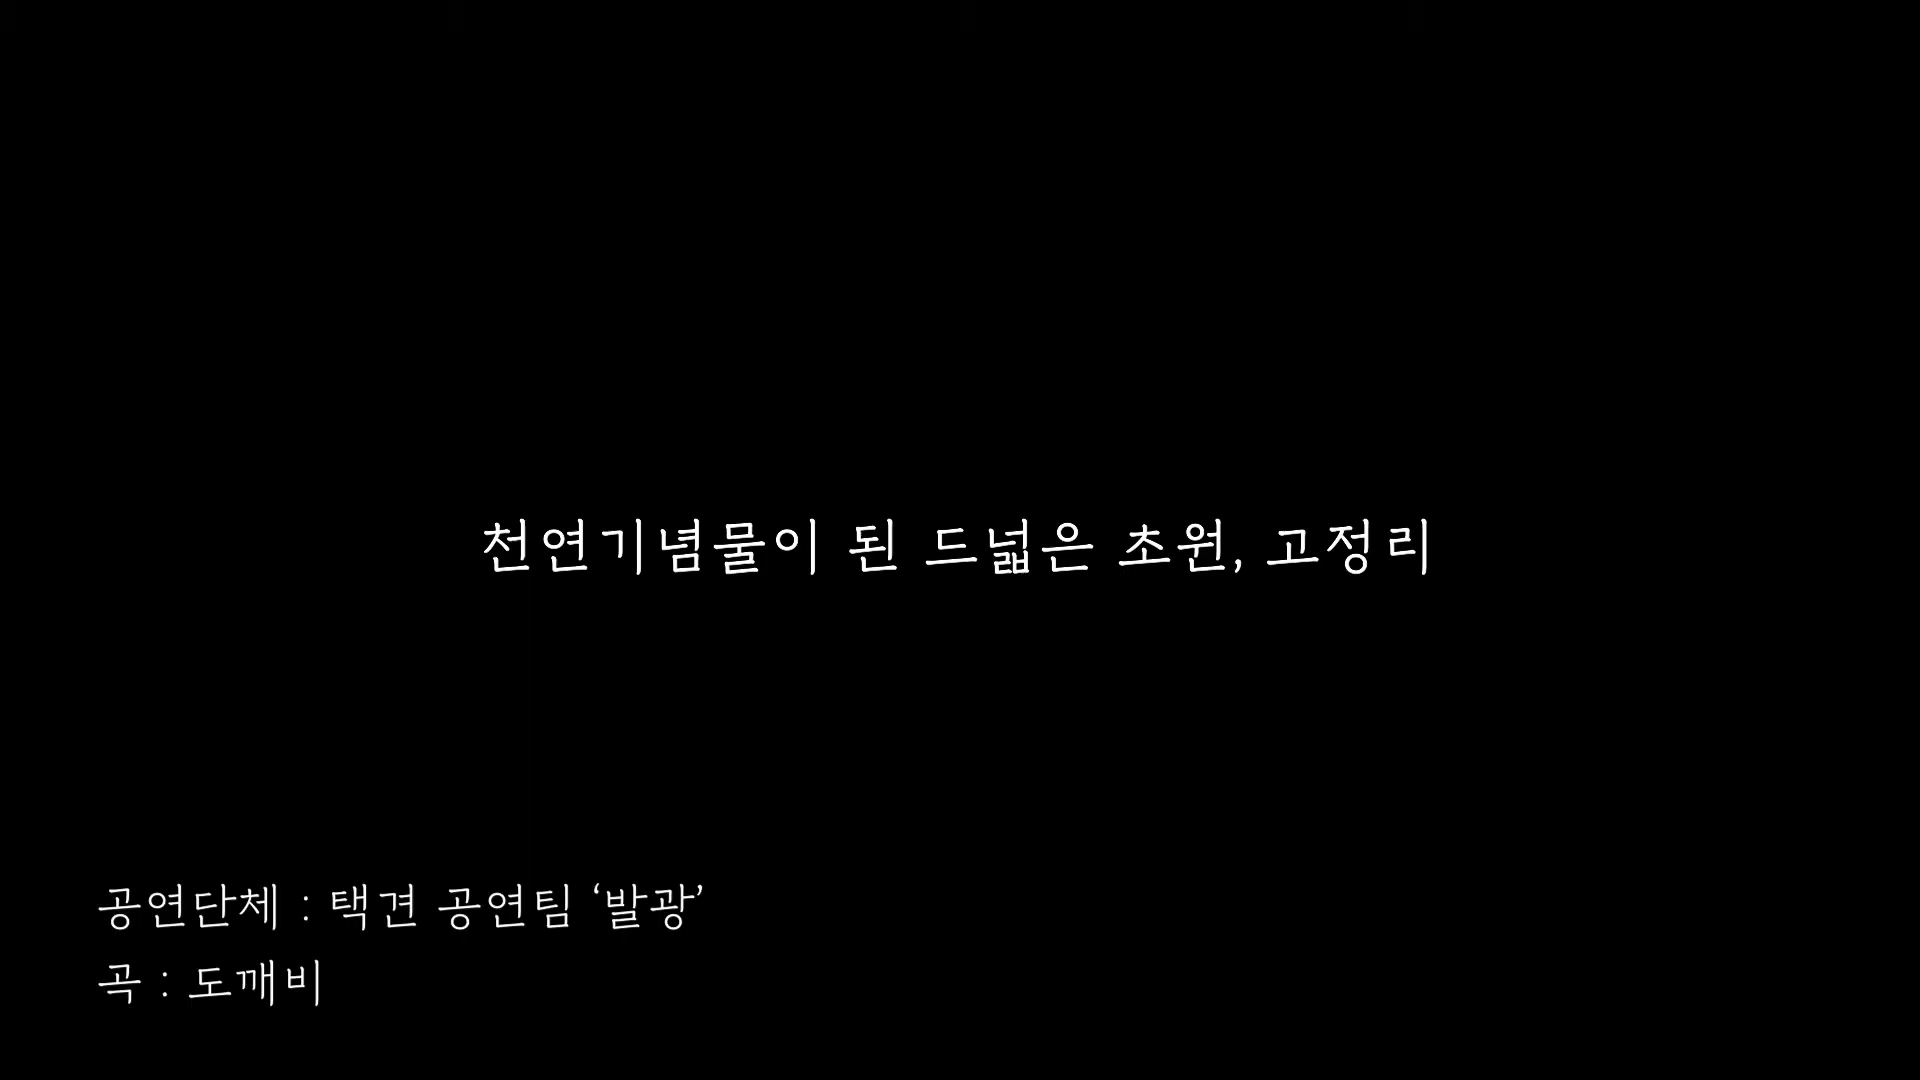 천연기념물이 된 드넓은 초원, 고정리
공연단체 : 택견 공연팀 ‘발광’
곡 : 도깨비